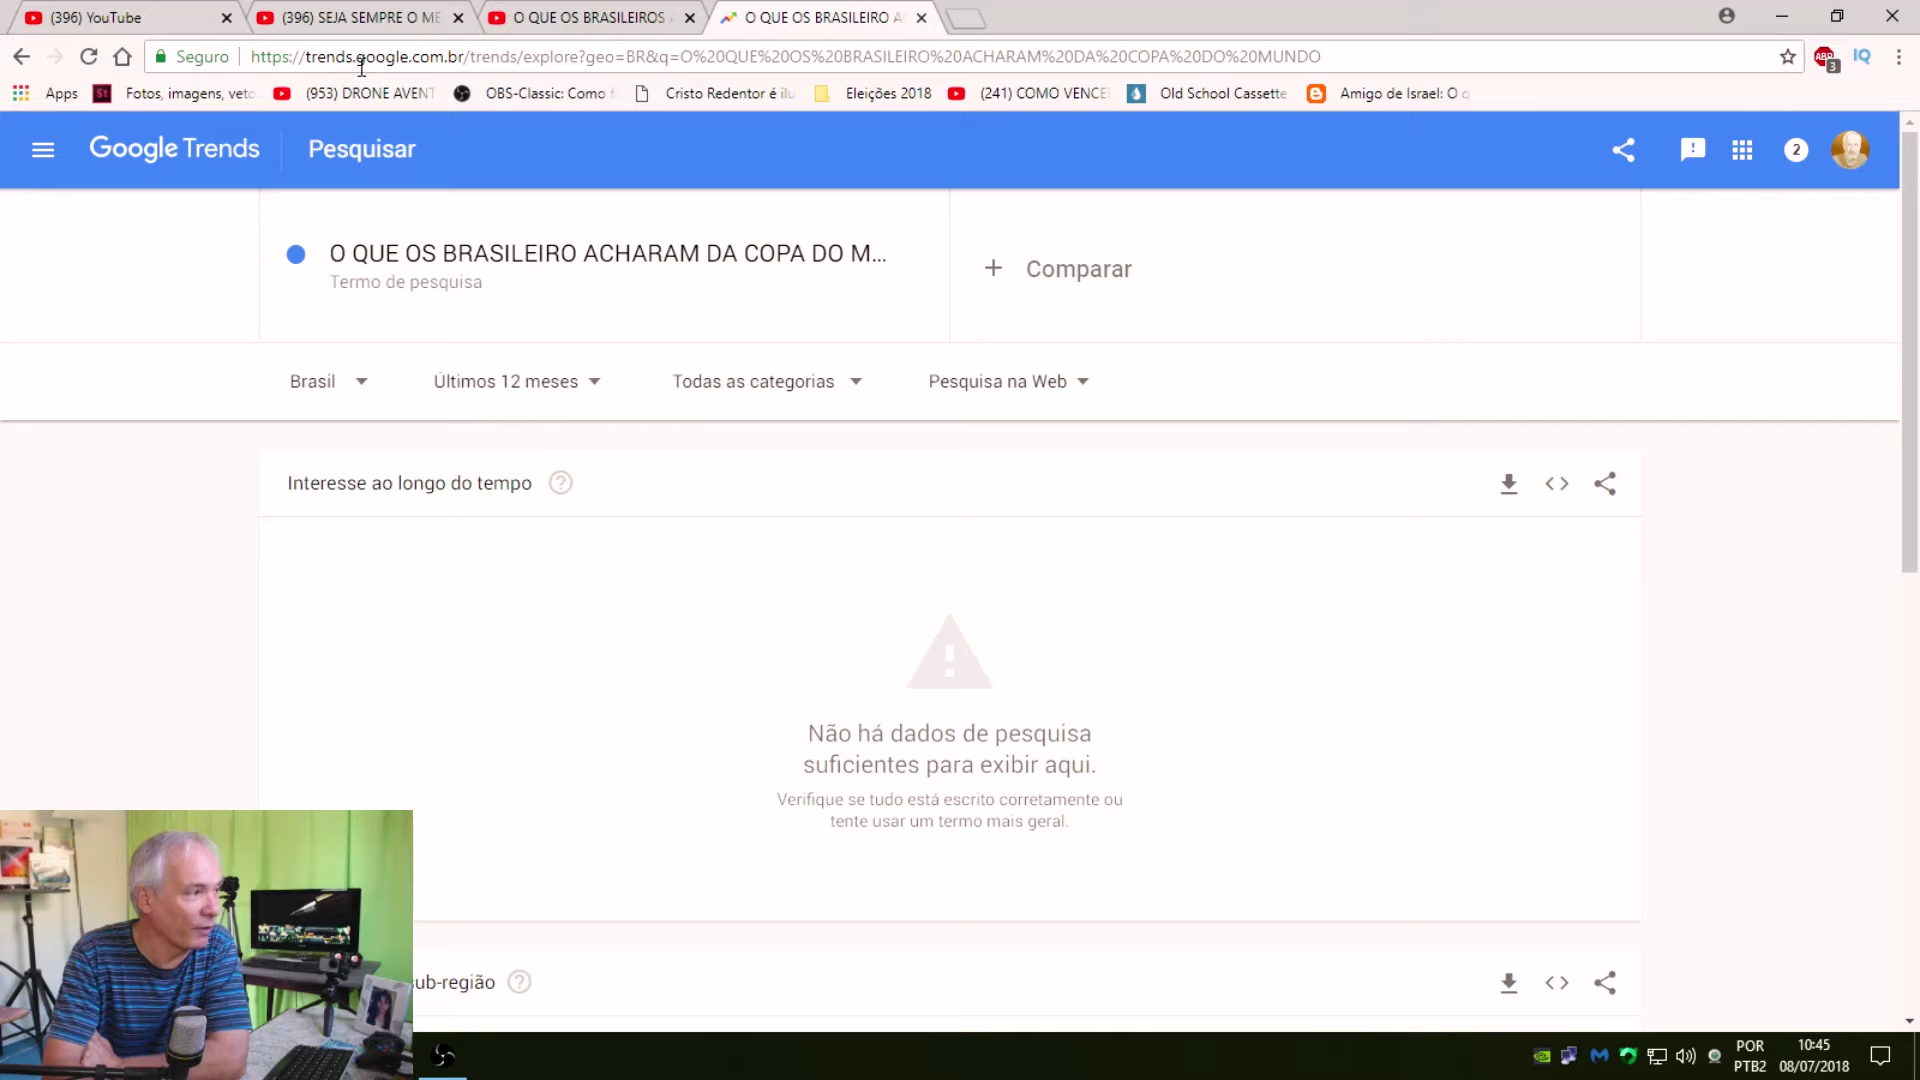 (396) YouTube
(396) SEJA SEMPRE O ME
O QUE OS BRASILEIROS
O QUE OS BRASILEIRO A
Seguro
https://trends.google.com.br/trends/explore?geo=BR&q=O%20QUE%20OS%20BRASILEIRO%20ACHARAM%20DA%20COPA%20DO%20MUNDO
ABP
3
IQ
Apps
St
Fotos, imagens, veto
(953) DRONE AVENT
OBS-Classic: Como f
Cristo Redentor é ilu
Eleições 2018
(241) COMO VENCE
Old School Cassette
Amigo de Israel: O q
Google Trends
Pesquisar
2
O QUE OS BRASILEIRO ACHARAM DA COPA DO M...
Termo de pesquisa
+ Comparar
Brasil
Últimos 12 meses
Todas as categorias
Pesquisa na Web
Interesse ao longo do tempo
Não há dados de pesquisa
suficientes para exibir aqui.
Verifique se tudo está escrito corretamente ou
tente usar um termo mais geral.
ub-região
POR
PTB2
10:45
08/07/2018